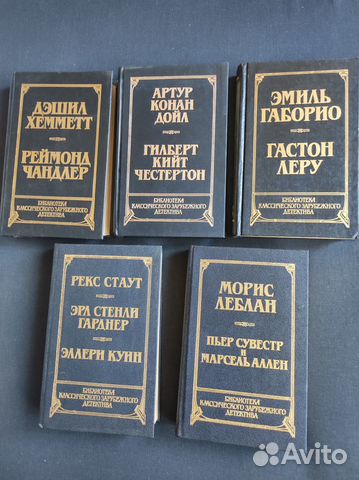 ДЭШИЛ
ХЕММЕТТ
РЕЙМОНД
ЧАНДЛЕР
БИБЛИОТЕКА
КЛАССИЧЕСКОГО ЗАРУБЕЖНОГО
ДЕТЕКТИВА
АРТУР
КОНАН
ДОЙЛ
ГИЛБЕРТ
КИЙТ
ЧЕСТЕРТОН
БИБЛИОТЕКА
КЛАССИЧЕСКОГО ЗАРУБЕЖНОГО
ДЕТЕКТИВА
ЭМИЛЬ
ГАБОРИО
ГАСТОН
ЛЕРУ
БИБЛИОТЕКА
КЛАССИЧЕСКОГО ЗАРУБЕЖНОГО
ДЕТЕКТИВА
РЕКС СТАУТ
ЭРЛ СТЕНЛИ
ГАРДНЕР
ЭЛЛЕРИ КУИН
БИБЛИОТЕКА
КЛАССИЧЕСКОГО ЗАРУБЕЖНОГО
ДЕТЕКТИВА
МОРИС
ЛЕБЛАН
ПЬЕР СУВЕСТР
и
МАРСЕЛЬ АЛЛЕН
БИБЛИОТЕКА
КЛАССИЧЕСКОГО ЗАРУБЕЖНОГО
ДЕТЕКТИВА
Avito